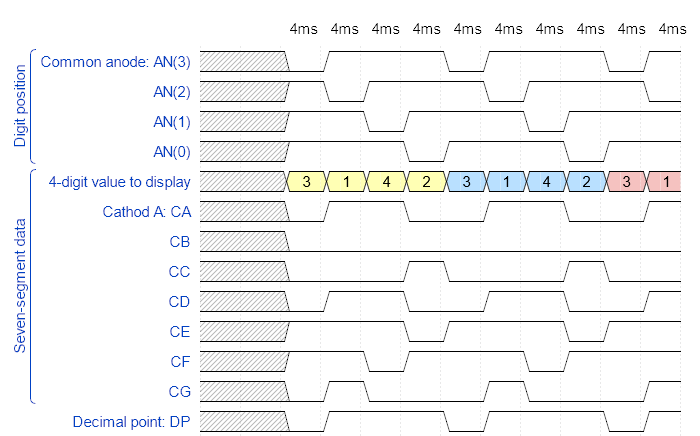 4ms 4ms 4ms 4ms 4ms 4ms 4ms 4ms 4ms 4ms
Digit position
Common anode: AN(3)
AN(2)
AN(1)
AN(0)
Seven-segment data
4-digit value to display 3 1 4 2 3 1 4 2 3 1
Cathod A: CA
CB
CC
CD
CE
CF
CG
Decimal point: DP